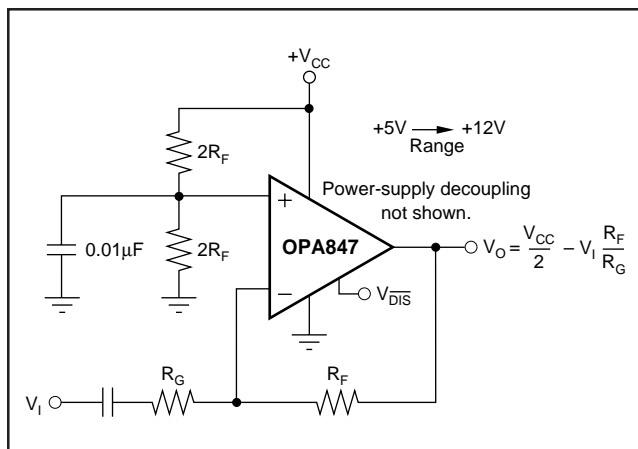 +V_CC
2R_F
+5V → +12V
Range
Power-supply decoupling
not shown.
+
0.01µF
2R_F
OPA847
V_O = V_CC/2 – V_I R_F/R_G
–
V_DIS̅
R_G
R_F
V_I